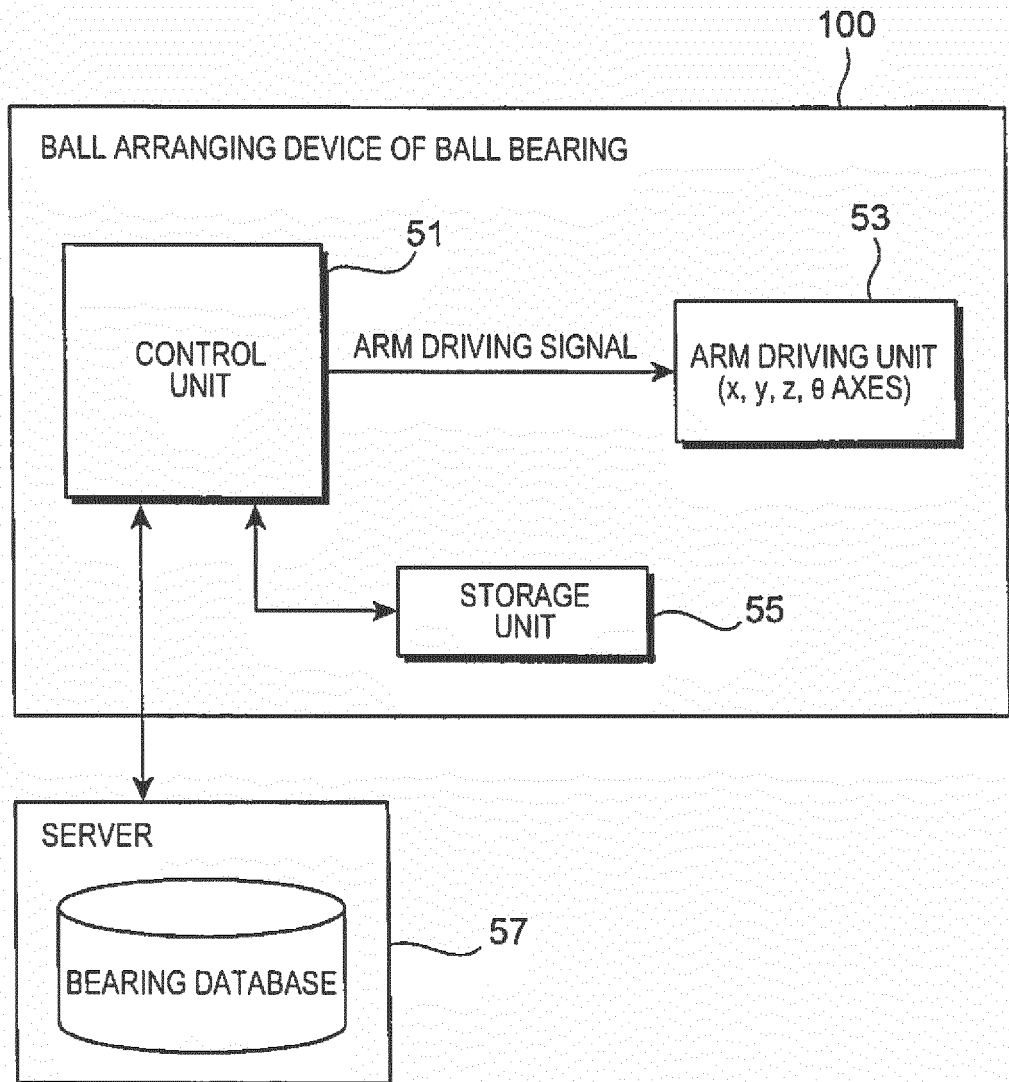 100
BALL ARRANGING DEVICE OF BALL BEARING
51
53
CONTROL
UNIT
ARM DRIVING SIGNAL
ARM DRIVING UNIT
(x, y, z, θ AXES)
STORAGE
UNIT
55
SERVER
57
BEARING DATABASE